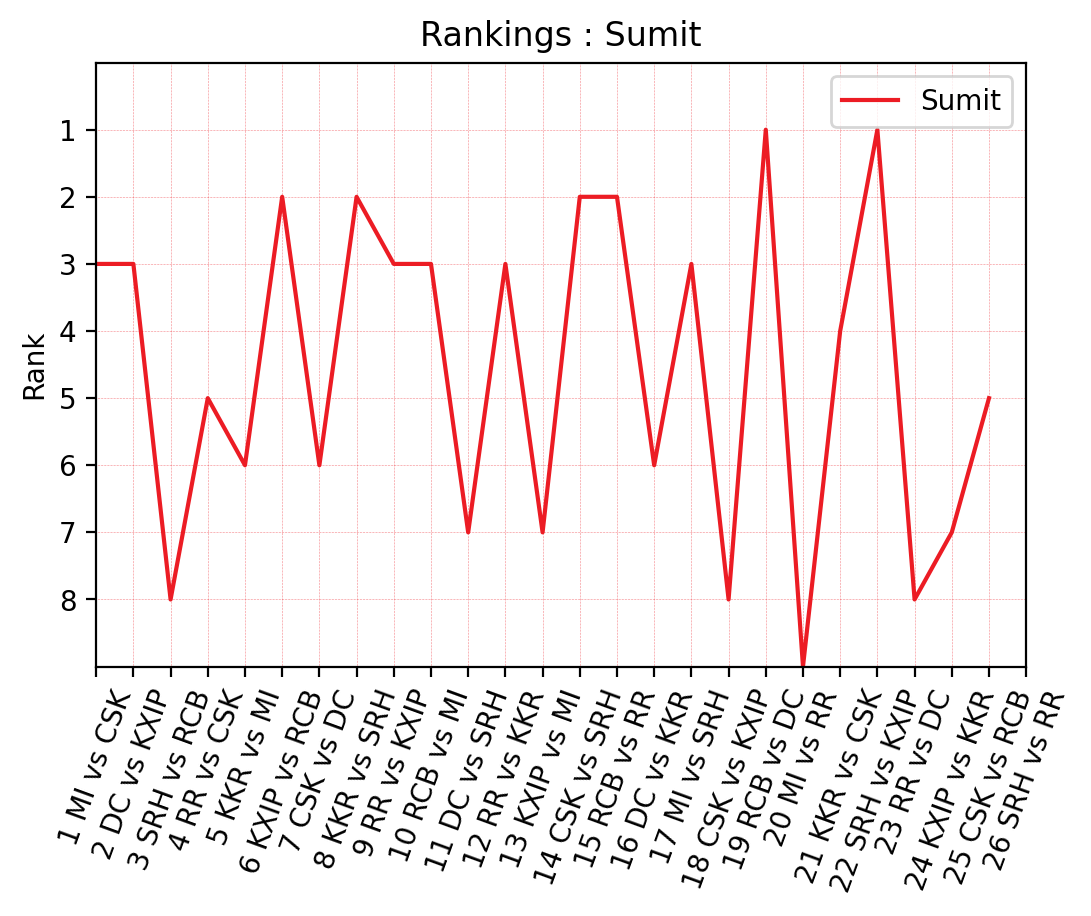 Rankings : Sumit
Sumit
Rank
1
2
3
4
5
6
7
8
1 MI vs CSK
2 DC vs KXIP
3 SRH vs RCB
4 RR vs CSK
5 KKR vs MI
6 KXIP vs RCB
7 CSK vs DC
8 KKR vs SRH
9 RR vs KXIP
10 RCB vs MI
11 DC vs SRH
12 RR vs KKR
13 KXIP vs MI
14 CSK vs SRH
15 RCB vs RR
16 DC vs KKR
17 MI vs SRH
18 CSK vs KXIP
19 RCB vs DC
20 MI vs RR
21 KKR vs CSK
22 SRH vs KXIP
23 RR vs DC
24 KXIP vs KKR
25 CSK vs RCB
26 SRH vs RR